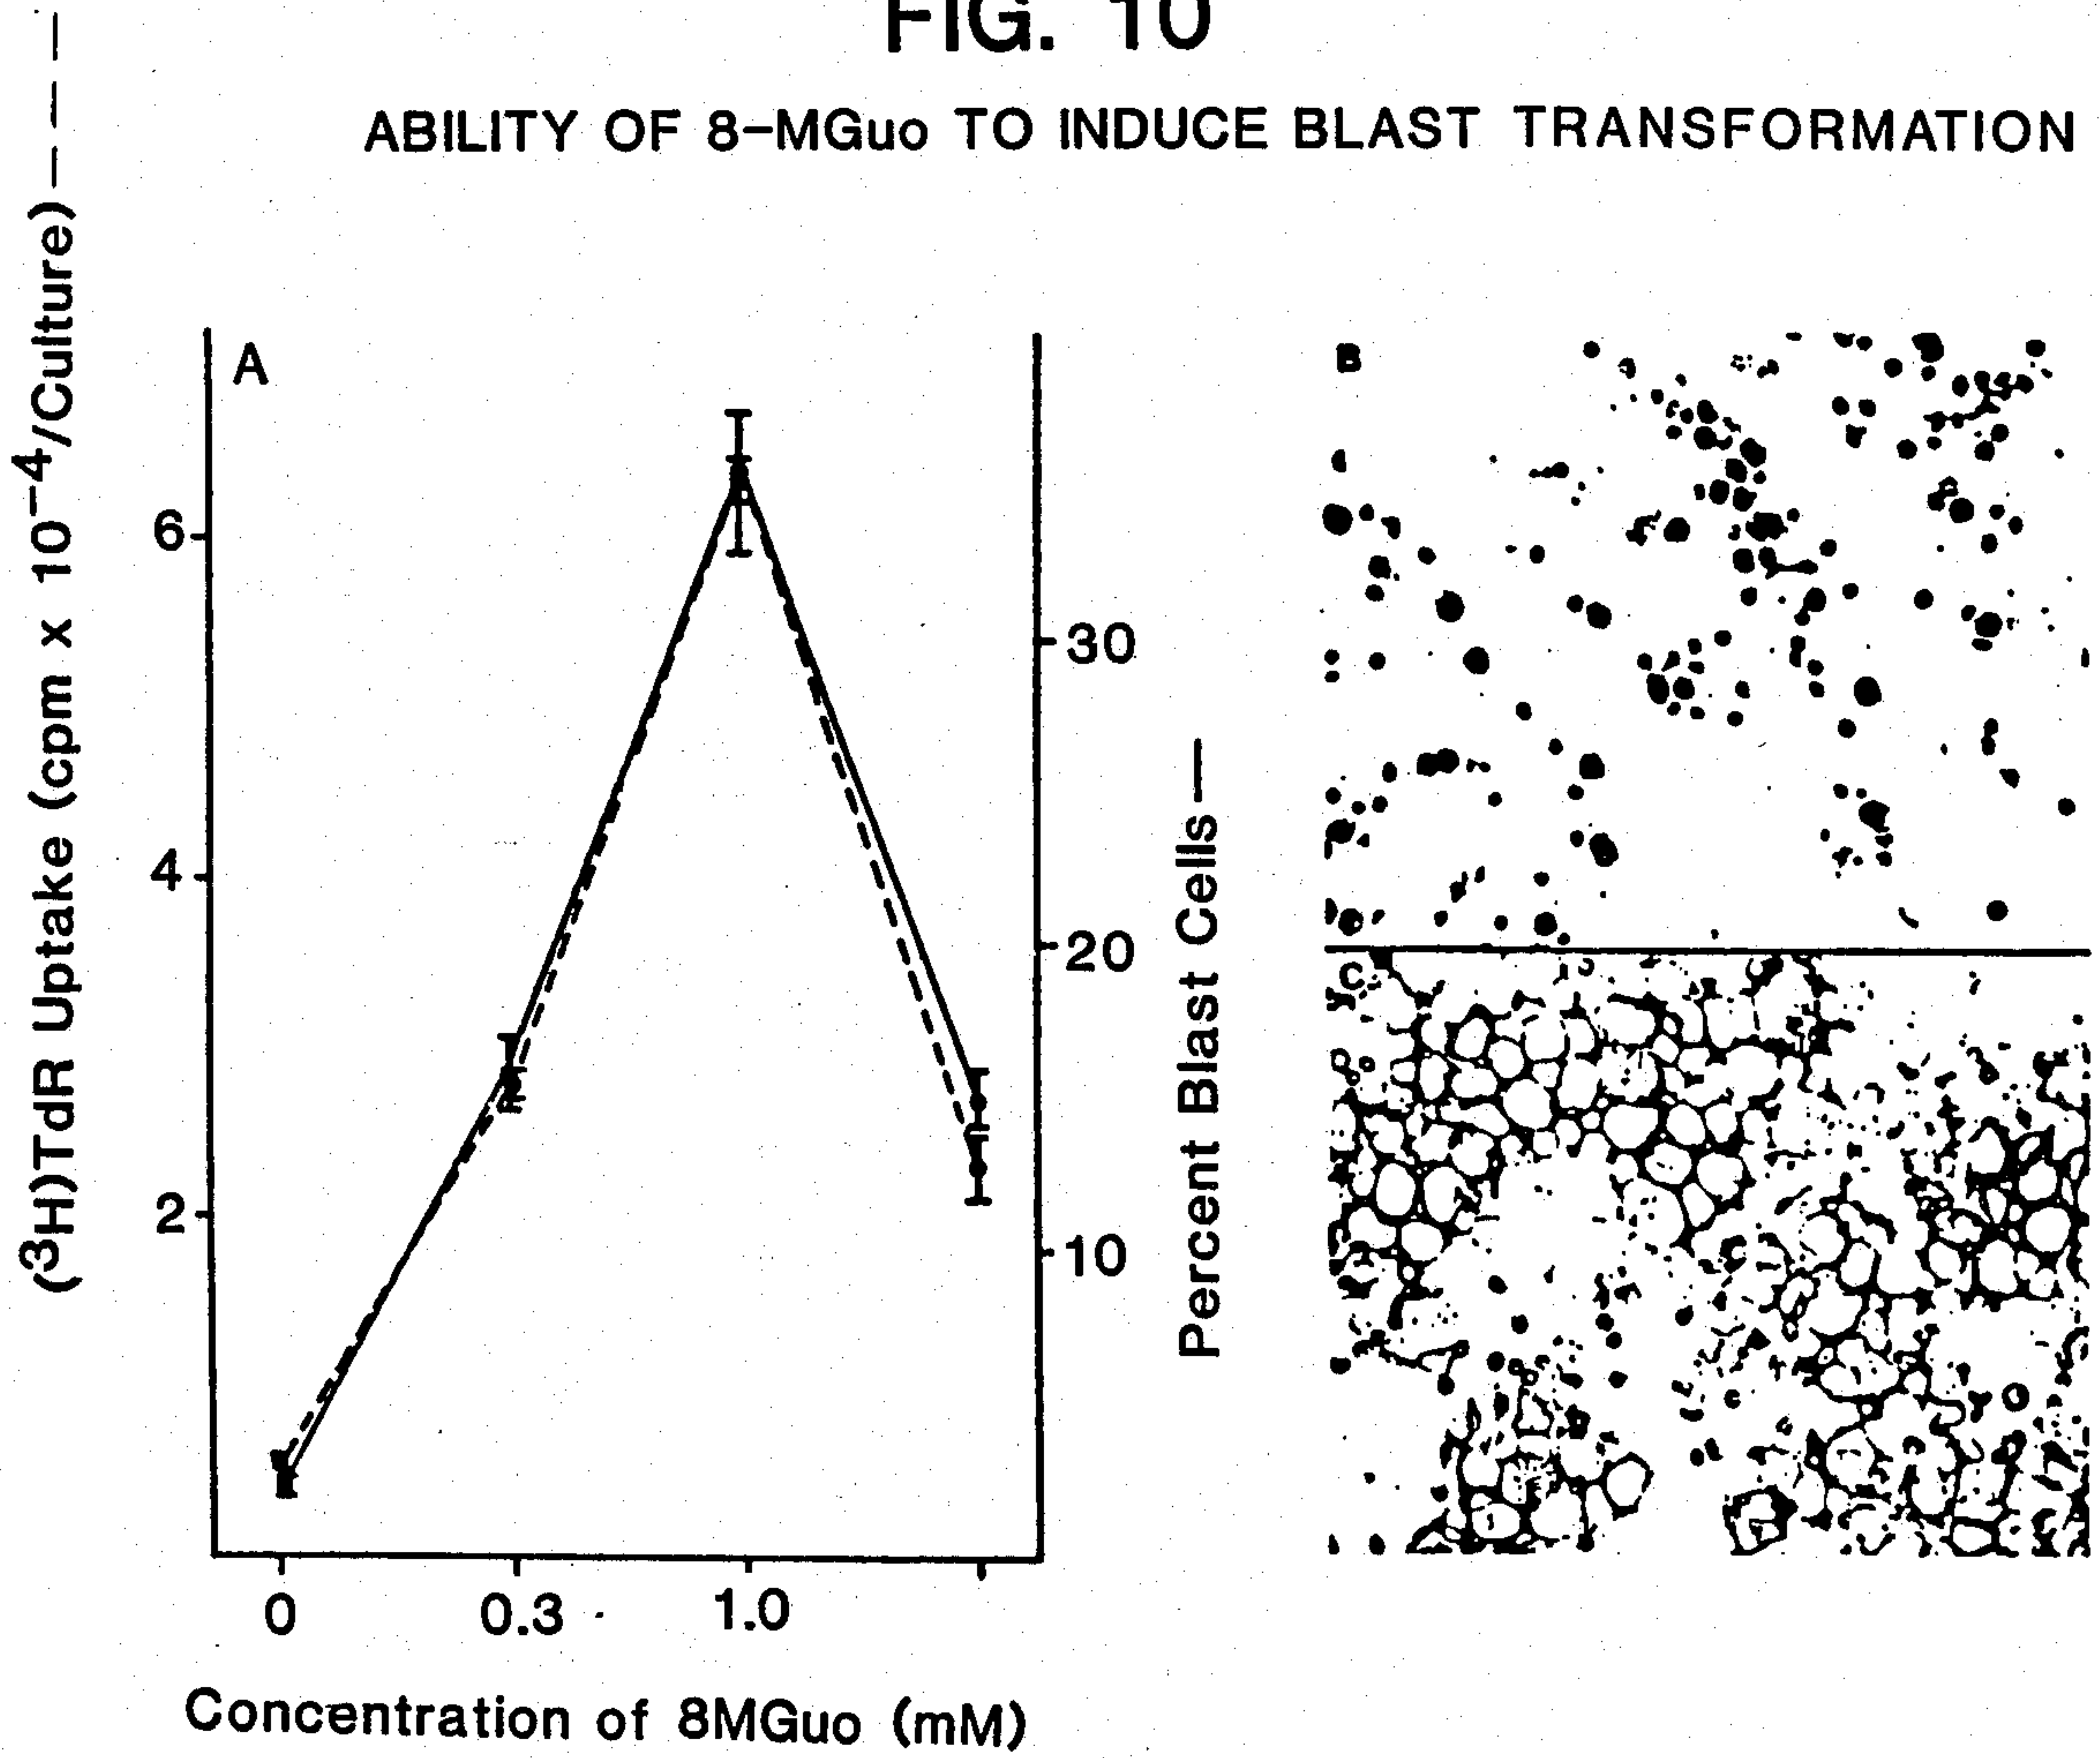 FIG. 10
ABILITY OF 8-MGuo TO INDUCE BLAST TRANSFORMATION
(³H)TdR Uptake (cpm x 10⁻⁴/Culture) ----
A
6
4
2
30
20
10
Percent Blast Cells —
0 0.3 1.0
Concentration of 8MGuo (mM)
B
C